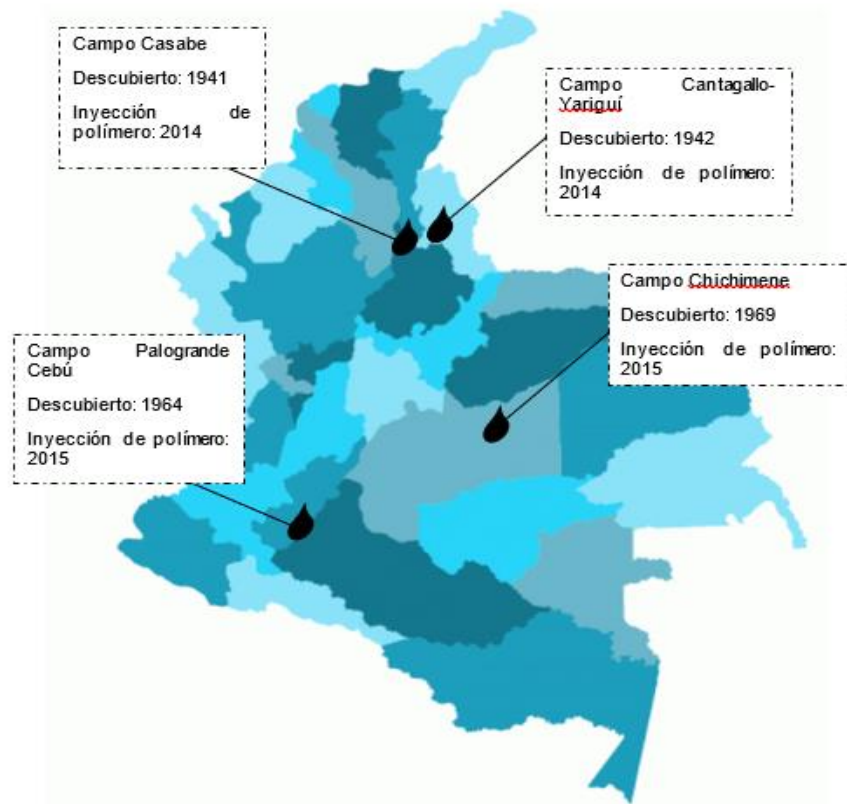 Campo Casabe
Descubierto: 1941
Inyección de
polímero: 2014
Campo Cantagallo-
Yariguí
Descubierto: 1942
Inyección de polímero:
2014
Campo Chichimene
Descubierto: 1969
Inyección de polímero:
2015
Campo Palogrande
Cebú
Descubierto: 1964
Inyección de polímero:
2015